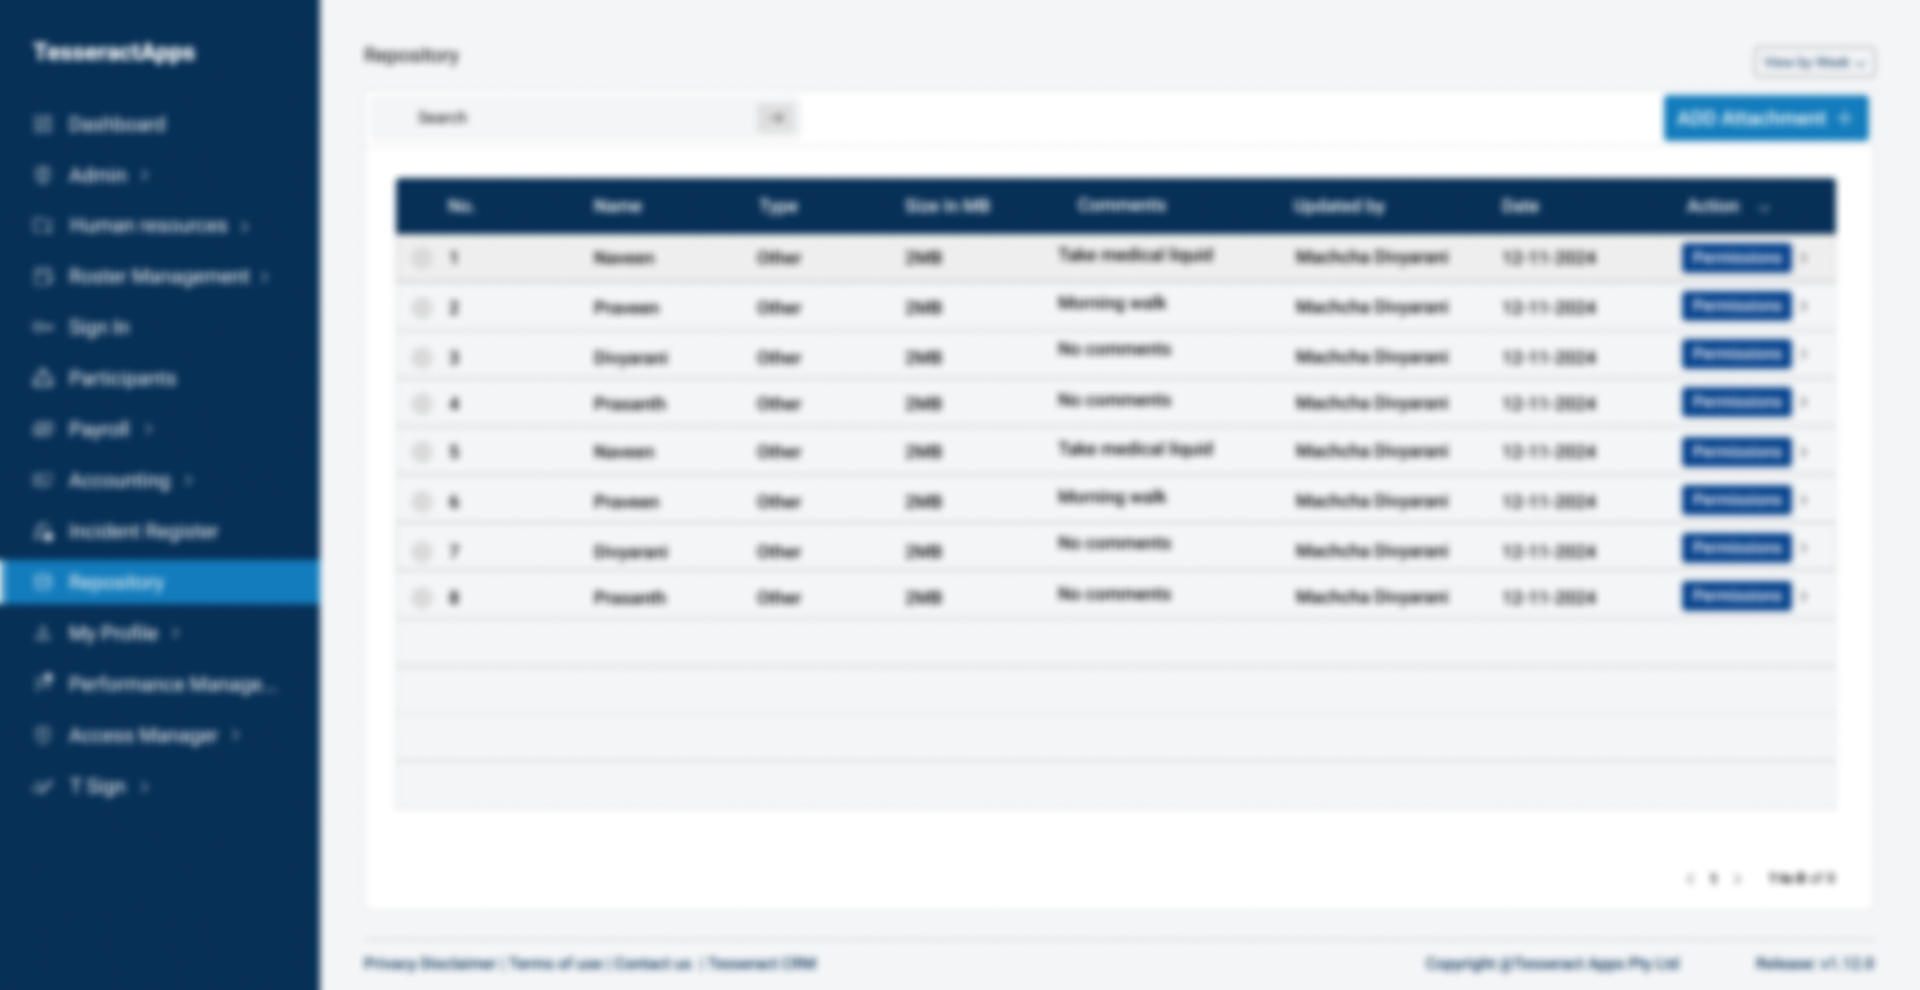 TesseractApps
Dashboard
Admin
Human resources
Roster Management
Sign In
Participants
Payroll
Accounting
Incident Register
Repository
My Profile
Performance Manage...
Access Manager
T Sign
Repository
View by Week
Search
ADD Attachment +
No. Name Type Size in MB Comments Updated by Date Action
1 Naveen Other 2MB Take medical liquid Machcha Divyarani 12-11-2024 Permissions
2 Praveen Other 2MB Morning walk Machcha Divyarani 12-11-2024 Permissions
3 Divyarani Other 2MB No comments Machcha Divyarani 12-11-2024 Permissions
4 Prasanth Other 2MB No comments Machcha Divyarani 12-11-2024 Permissions
5 Naveen Other 2MB Take medical liquid Machcha Divyarani 12-11-2024 Permissions
6 Praveen Other 2MB Morning walk Machcha Divyarani 12-11-2024 Permissions
7 Divyarani Other 2MB No comments Machcha Divyarani 12-11-2024 Permissions
8 Prasanth Other 2MB No comments Machcha Divyarani 12-11-2024 Permissions
< 1 >
Privacy Disclaimer | Terms of use | Contact us | Tesseract CRM
Copyright @Tesseract Apps Pty Ltd
Release: v1.12.0